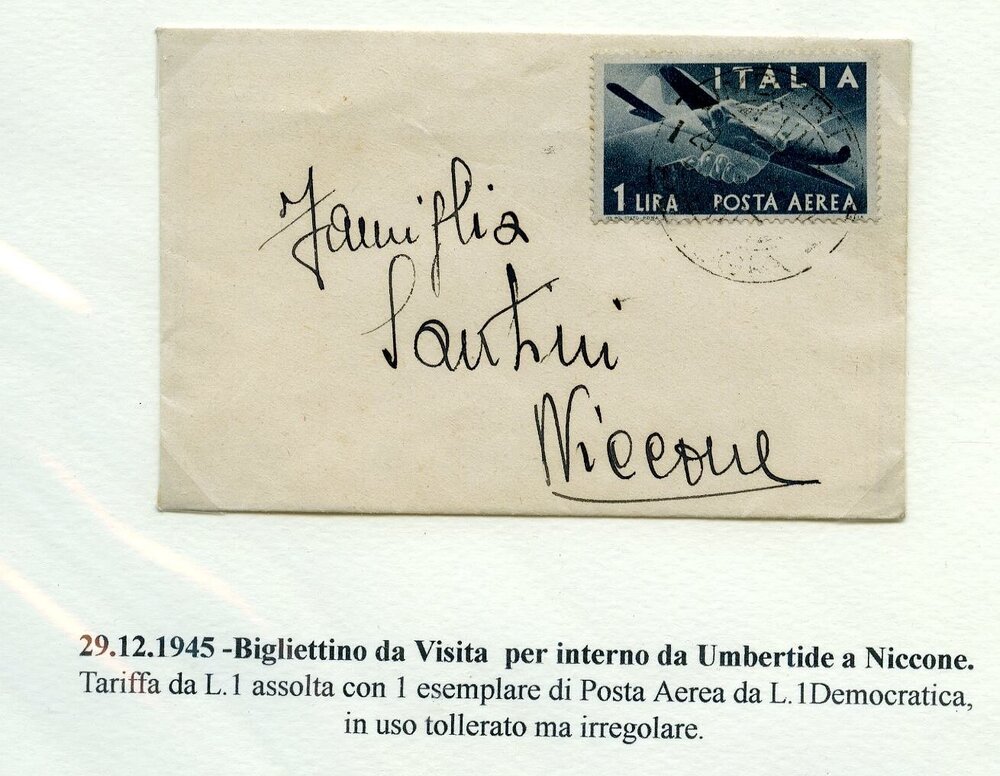 ITALIA
1 LIRA POSTA AEREA
Famiglia
Santini
Niccone
29.12.1945 -Bigliettino da Visita per interno da Umbertide a Niccone.
Tariffa da L.1 assolta con 1 esemplare di Posta Aerea da L.1Democratica,
in uso tollerato ma irregolare.